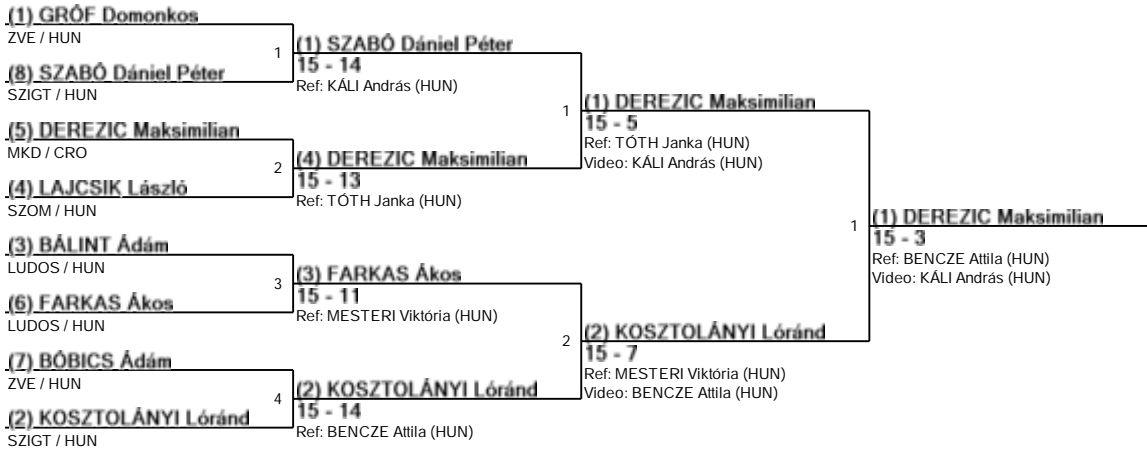 (1) GRÓF Domonkos
ZVE / HUN
(8) SZABÓ Dániel Péter
SZIGT / HUN
(5) DEREZIC Maksimilian
MKD / CRO
(4) LAJCSIK László
SZOM / HUN
(3) BÁLINT Ádám
LUDOS / HUN
(6) FARKAS Ákos
LUDOS / HUN
(7) BÓBICS Ádám
ZVE / HUN
(2) KOSZTOLÁNYI Lóránd
SZIGT / HUN
1
(1) SZABÓ Dániel Péter
15 - 14
Ref: KÁLI András (HUN)
2
(4) DEREZIC Maksimilian
15 - 13
Ref: TÓTH Janka (HUN)
3
(3) FARKAS Ákos
15 - 11
Ref: MESTERI Viktória (HUN)
4
(2) KOSZTOLÁNYI Lóránd
15 - 14
Ref: BENCZE Attila (HUN)
1
(1) DEREZIC Maksimilian
15 - 5
Ref: TÓTH Janka (HUN)
Video: KÁLI András (HUN)
2
(2) KOSZTOLÁNYI Lóránd
15 - 7
Ref: MESTERI Viktória (HUN)
Video: BENCZE Attila (HUN)
1
(1) DEREZIC Maksimilian
15 - 3
Ref: BENCZE Attila (HUN)
Video: KÁLI András (HUN)